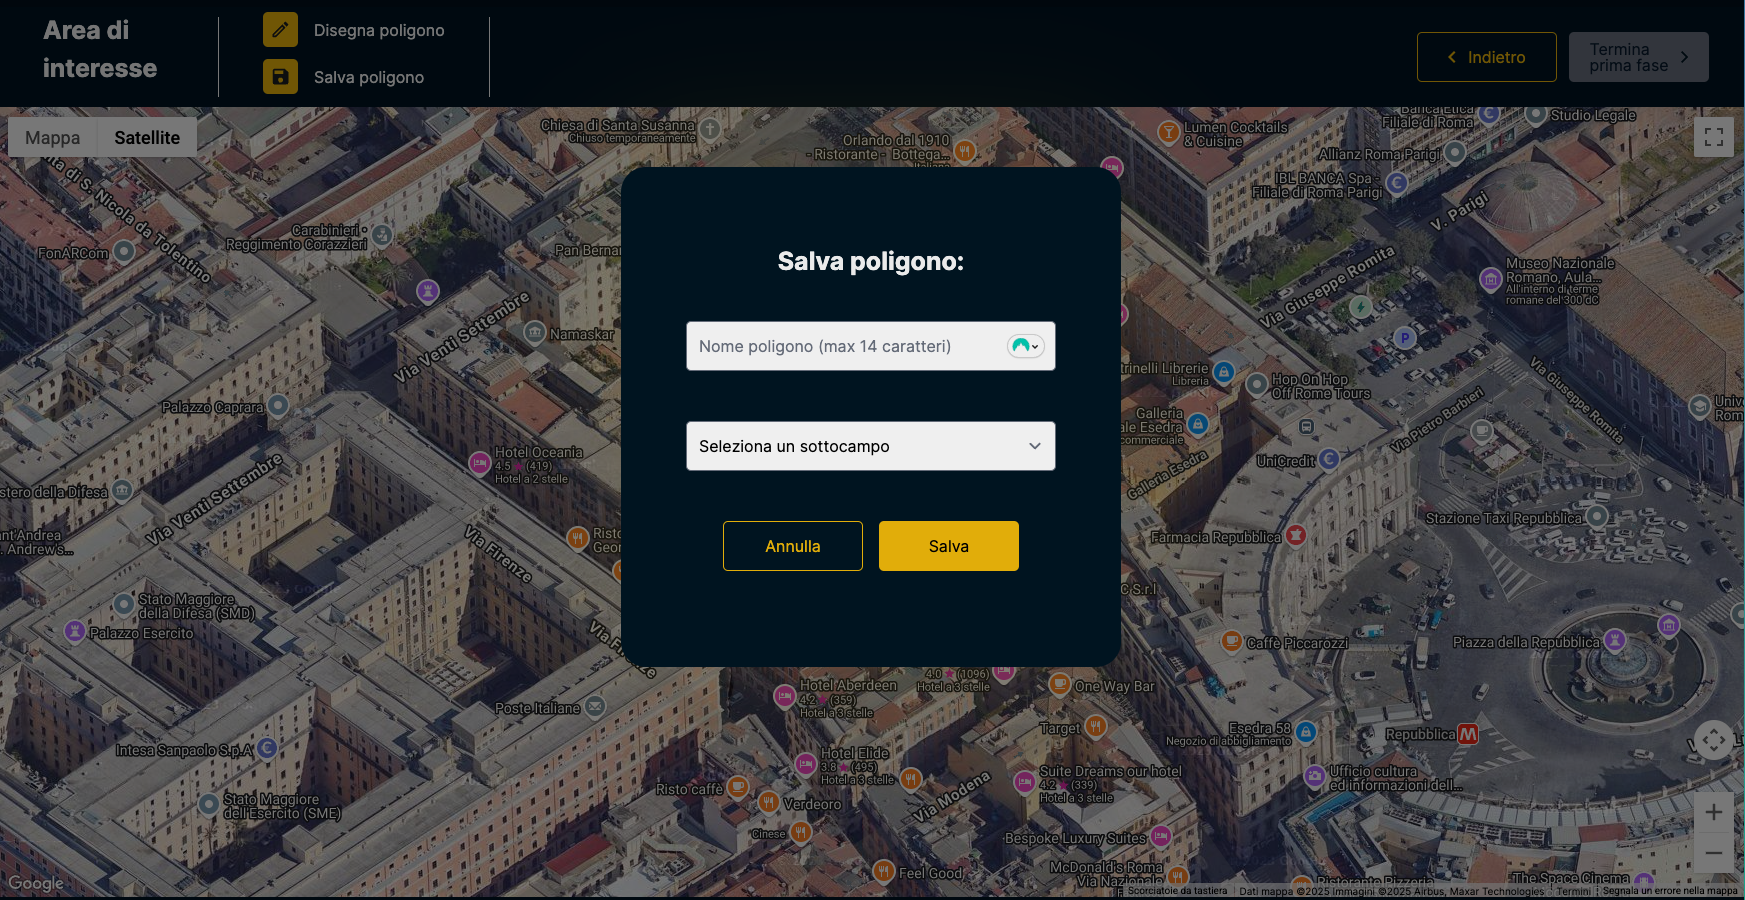 Area di
interesse
Disegna poligono
Salva poligono
Indietro
Termina
prima fase
Mappa
Satellite
Chiesa di Santa Susanna
Chiuso temporaneamente
Orlando dal 1910
- Ristorante - Bottega...
Italiana
Lumen Cocktails
& Cuisine
Banca Etica
Filiale di Roma
Studio Legale
Allianz Roma Parigi
IBL BANCA Spa -
Filiale di Roma Parigi
V. Parigi
Via di S. Nicola da Tolentino
FonARCom
Carabinieri -
Reggimento Corazzieri
Pan Bernar
Via Venti Settembre
Namaskar
Museo Nazionale
Romano, Aula...
All'interno di terme
romane del 300 dC
Via Giuseppe Romita
P
Salva poligono:
Nome poligono (max 14 caratteri)
Seleziona un sottocampo
Annulla
Salva
trinelli Librerie
Libreria
Hop On Hop
Off Rome Tours
Via Giuseppe Romita
Via Pietro Barbieri
Unive
Rom
Palazzo Caprara
Galleria
ale Esedra
commerciale
Galleria Esedra
UniCredit
Hotel Oceania
4.5 (419)
Hotel a 2 stelle
stero della Difesa
Via Venti Settembre
ant'Andrea
. Andrew's...
Via Firenze
Risto
Geor
Stazione Taxi Repubblica
Farmacia Repubblica
C S.r.l
Stato Maggiore
della Difesa (SMD)
Palazzo Esercito
Via Firenze
Caffè Piccarozzi
Piazza della Repubblica
Poste Italiane
Hotel Aberdeen
4.2 (359)
Hotel a 3 stelle
4.0 (1096)
Hotel a 3 stelle
One Way Bar
Target
Esedra 58
Negozio di abbigliamento
Repubblica
M
Intesa Sanpaolo S.p.A
Hotel Elide
3.8 (495)
Hotel a 3 stelle
Suite Dreams our hotel
4.2 (339)
Hotel a 3 stelle
Ufficio cultura
ed informazioni dell...
Risto caffè
Verdeoro
Cinese
Via Modena
Stato Maggiore
dell'Esercito (SME)
Bespoke Luxury Suites
McDonald's Roma
Via Nazionale
Feel Good
Ristorante Pizzeria
The Space Cinema
Google
Scorciatoie da tastiera
Dati mappa ©2025 Immagini ©2025 Airbus, Maxar Technologies
Termini
Segnala un errore nella mappa